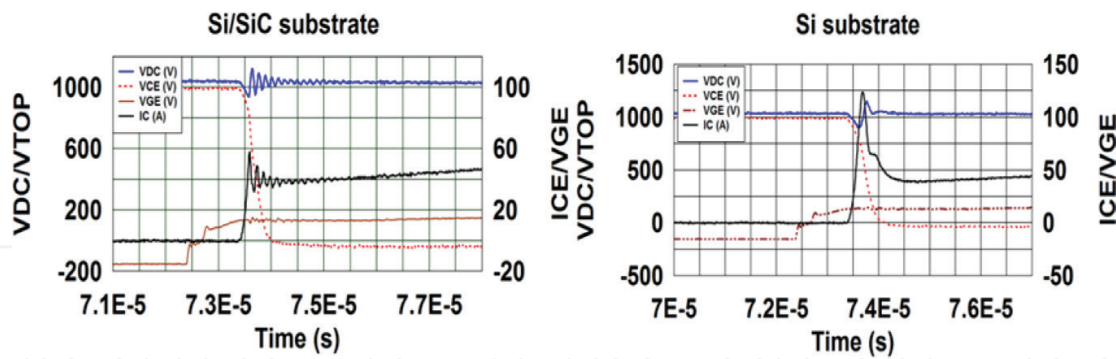 Si/SiC substrate
VDC/VTOP
1000
600
200
-200
VDC (V)
VCE (V)
VGE (V)
IC (A)
100
60
20
-20
ICE/VGE
7.1E-5 7.3E-5 7.5E-5 7.7E-5
Time (s)
Si substrate
VDC/VTOP
1500
1000
500
0
-500
VDC (V)
VCE (V)
VGE (V)
IC (A)
150
100
50
0
-50
ICE/VGE
7E-5 7.2E-5 7.4E-5 7.6E-5
Time (s)